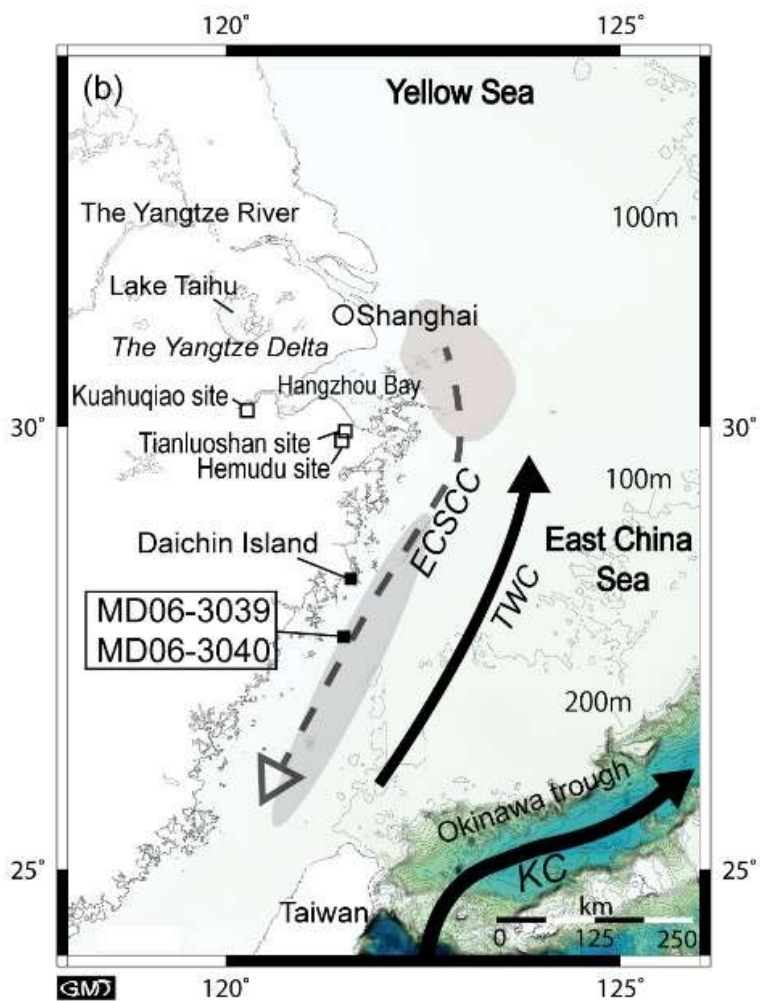 120° 125°
(b)
Yellow Sea
The Yangtze River
100m
Lake Taihu
Shanghai
The Yangtze Delta
Hangzhou Bay
Kuahuqiao site
30° 30°
Tianluoshan site
Hemudu site
100m
ECSCC
East China
Sea
Daichin Island
TWC
MD06-3039
MD06-3040
200m
Okinawa trough
25° 25°
KC
Taiwan
km
0 125 250
GMT 120° 125°